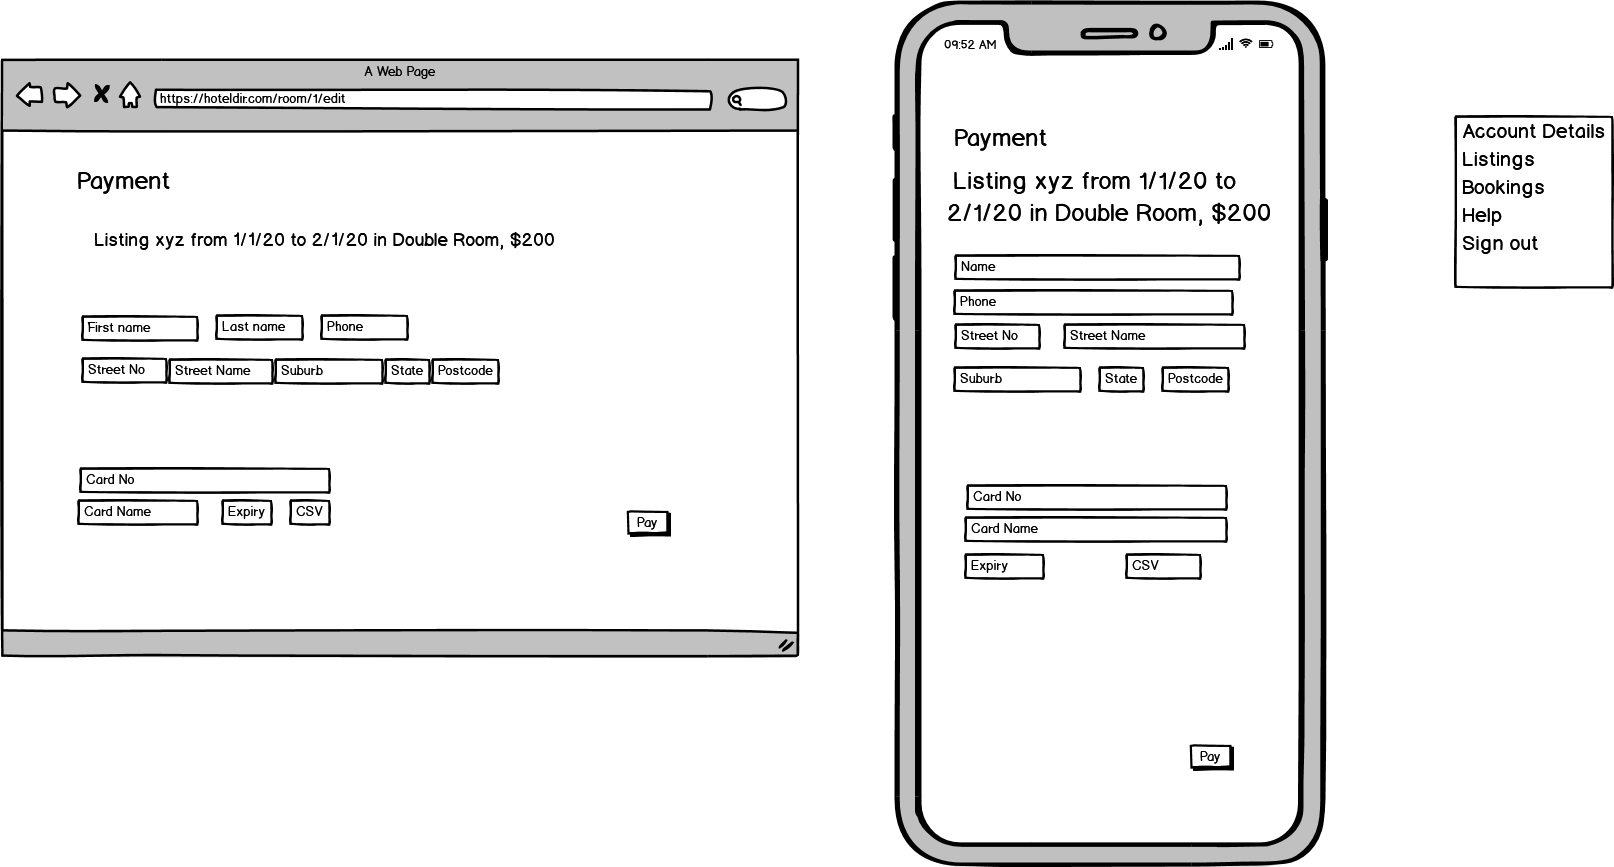 A Web Page
https://hoteldir.com/room/1/edit
Payment
Listing xyz from 1/1/20 to 2/1/20 in Double Room, $200
First name
Last name
Phone
Street No
Street Name
Suburb
State
Postcode
Card No
Card Name
Expiry
CSV
Pay
09:52 AM
Payment
Listing xyz from 1/1/20 to
2/1/20 in Double Room, $200
Name
Phone
Street No
Street Name
Suburb
State
Postcode
Card No
Card Name
Expiry
CSV
Pay
Account Details
Listings
Bookings
Help
Sign out